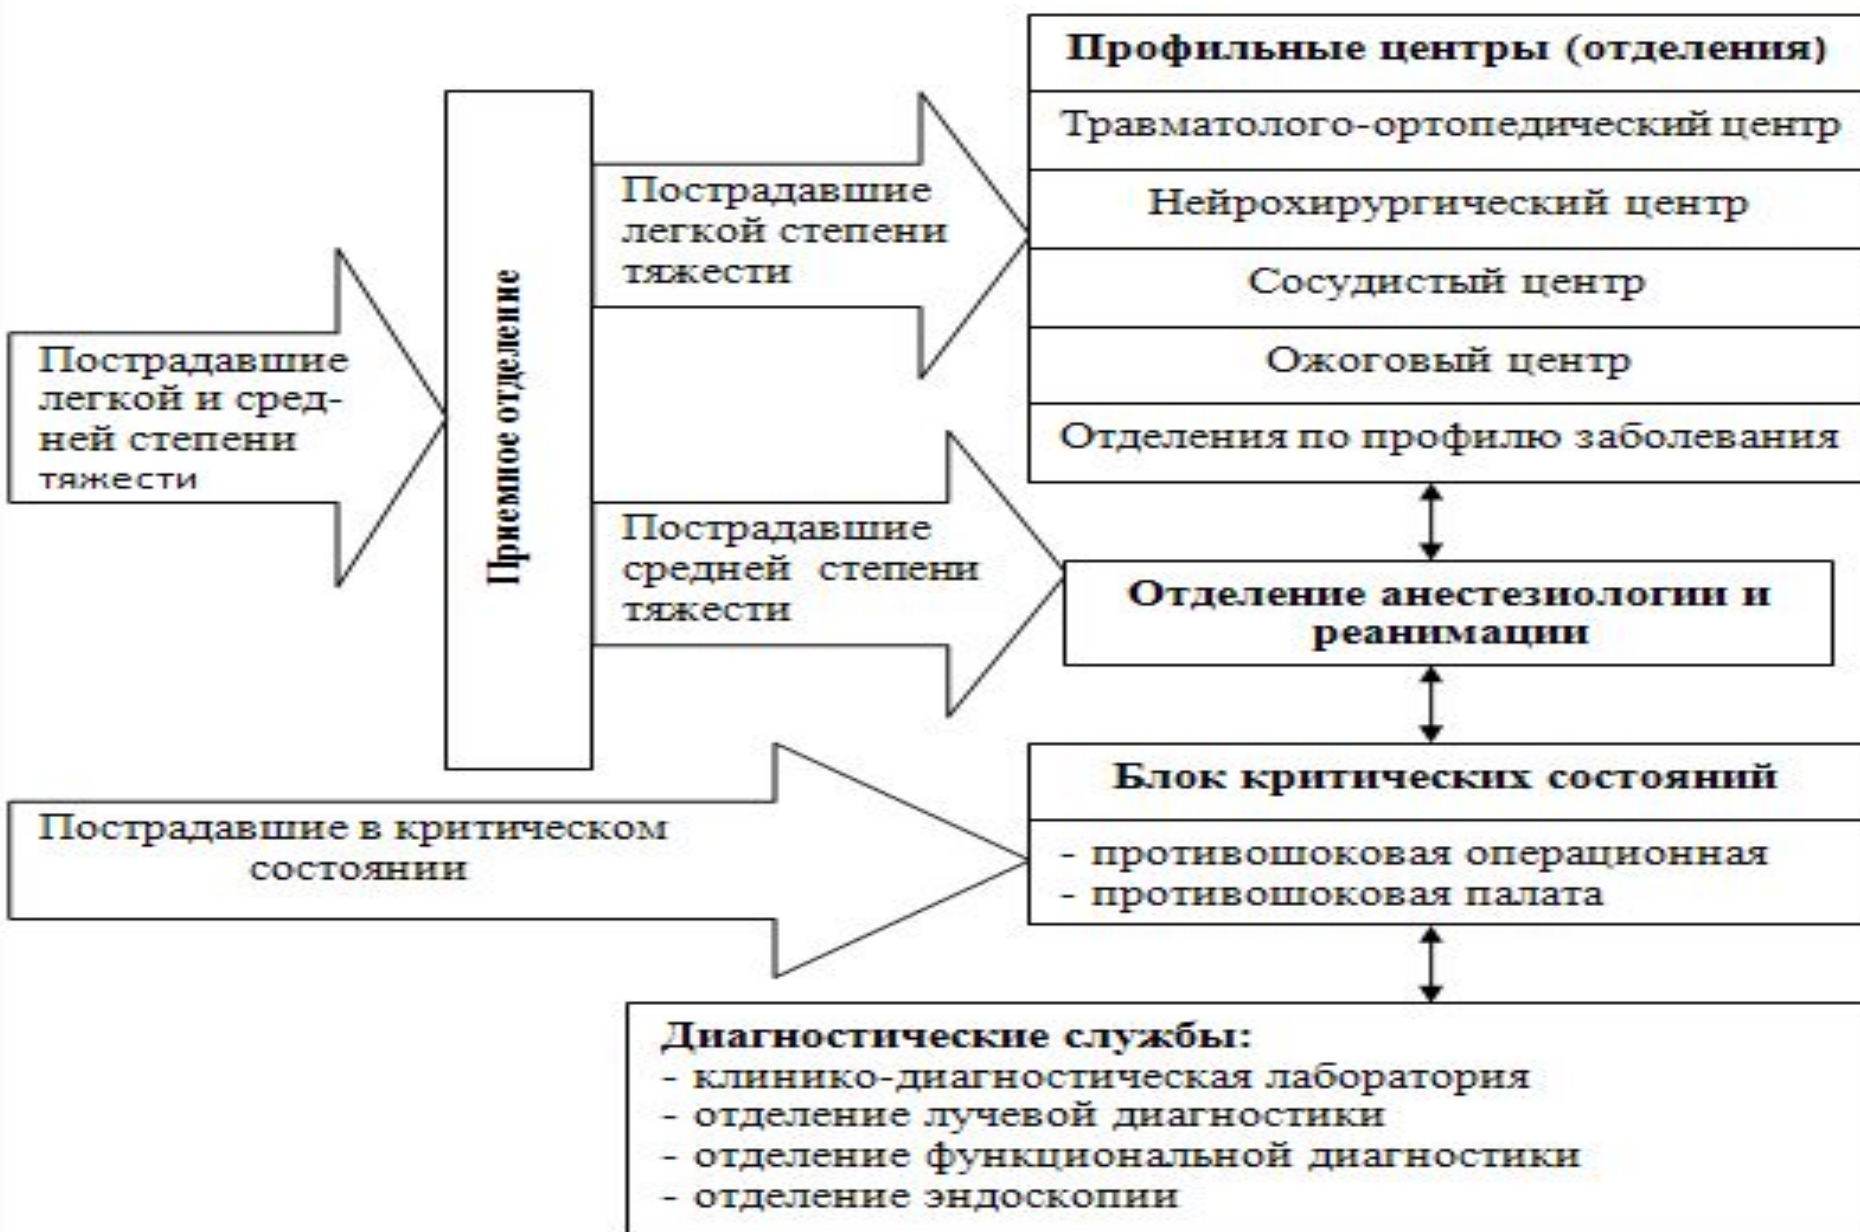 Пострадавшие
легкой и сред-
ней степени
тяжести
Приемное отделение
Пострадавшие
легкой степени
тяжести
Пострадавшие
средней степени
тяжести
Пострадавшие в критическом
состоянии
Профильные центры (отделения)
Травматолого-ортопедический центр
Нейрохирургический центр
Сосудистый центр
Ожоговый центр
Отделения по профилю заболевания
Отделение анестезиологии и
реанимации
Блок критических состояний
- противошоковая операционная
- противошоковая палата
Диагностические службы:
- клинико-диагностическая лаборатория
- отделение лучевой диагностики
- отделение функциональной диагностики
- отделение эндоскопии